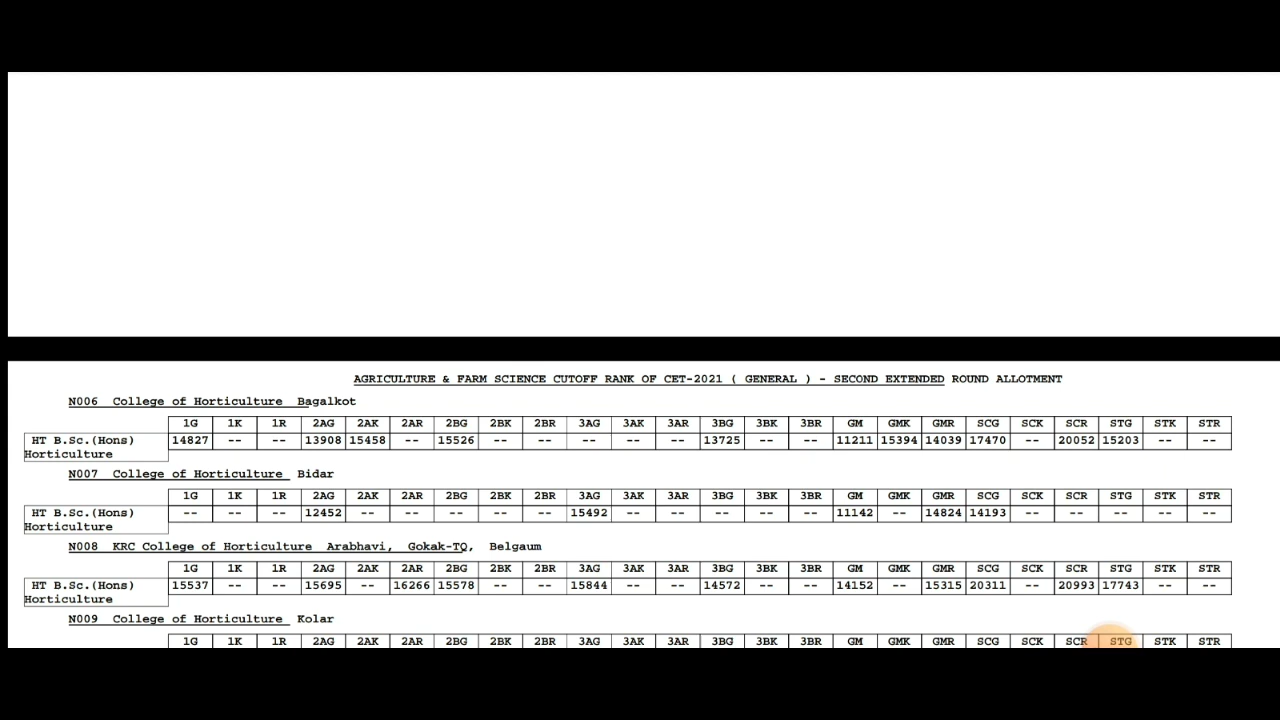 AGRICULTURE & FARM SCIENCE CUTOFF RANK OF CET-2021 ( GENERAL ) - SECOND EXTENDED ROUND ALLOTMENT
N006 College of Horticulture Bagalkot
1G 1K 1R 2AG 2AK 2AR 2BG 2BK 2BR 3AG 3AK 3AR 3BG 3BK 3BR GM GMK GMR SCG SCK SCR STG STK STR
HT B.Sc.(Hons) 14827 -- -- 13908 15458 -- 15526 -- -- -- -- -- 13725 -- -- 11211 15394 14039 17470 -- 20052 15203 -- --
Horticulture
N007 College of Horticulture Bidar
1G 1K 1R 2AG 2AK 2AR 2BG 2BK 2BR 3AG 3AK 3AR 3BG 3BK 3BR GM GMK GMR SCG SCK SCR STG STK STR
HT B.Sc.(Hons) -- -- -- 12452 -- -- -- -- -- 15492 -- -- -- -- -- 11142 -- 14824 14193 -- -- -- -- --
Horticulture
N008 KRC College of Horticulture Arabhavi, Gokak-TQ, Belgaum
1G 1K 1R 2AG 2AK 2AR 2BG 2BK 2BR 3AG 3AK 3AR 3BG 3BK 3BR GM GMK GMR SCG SCK SCR STG STK STR
HT B.Sc.(Hons) 15537 -- -- 15695 -- 16266 15578 -- -- 15844 -- -- 14572 -- -- 14152 -- 15315 20311 -- 20993 17743 -- --
Horticulture
N009 College of Horticulture Kolar
1G 1K 1R 2AG 2AK 2AR 2BG 2BK 2BR 3AG 3AK 3AR 3BG 3BK 3BR GM GMK GMR SCG SCK SCR STG STK STR